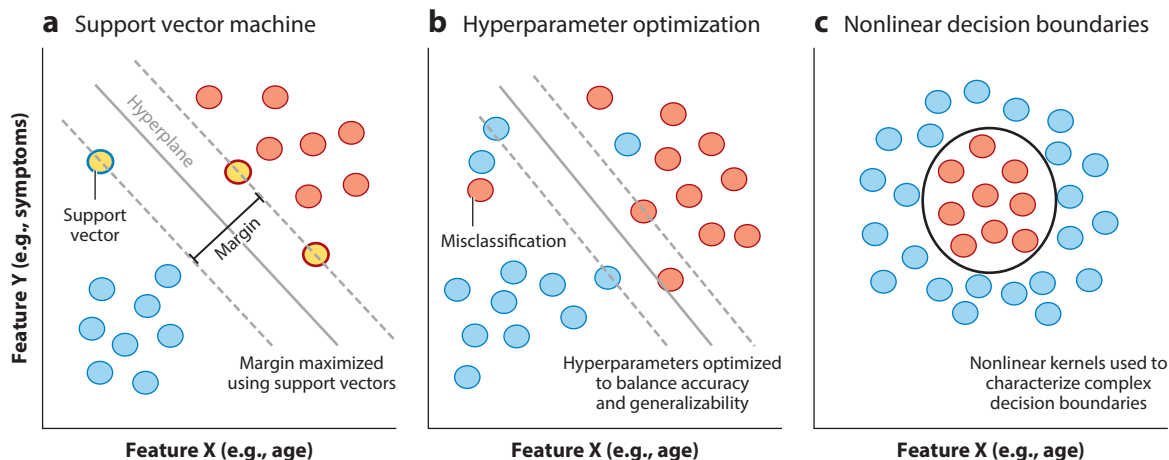 a Support vector machine
Feature Y (e.g., symptoms)
Hyperplane
Support
vector
Margin
Margin maximized
using support vectors
Feature X (e.g., age)
b Hyperparameter optimization
Misclassification
Hyperparameters optimized
to balance accuracy
and generalizability
Feature X (e.g., age)
c Nonlinear decision boundaries
Nonlinear kernels used to
characterize complex
decision boundaries
Feature X (e.g., age)